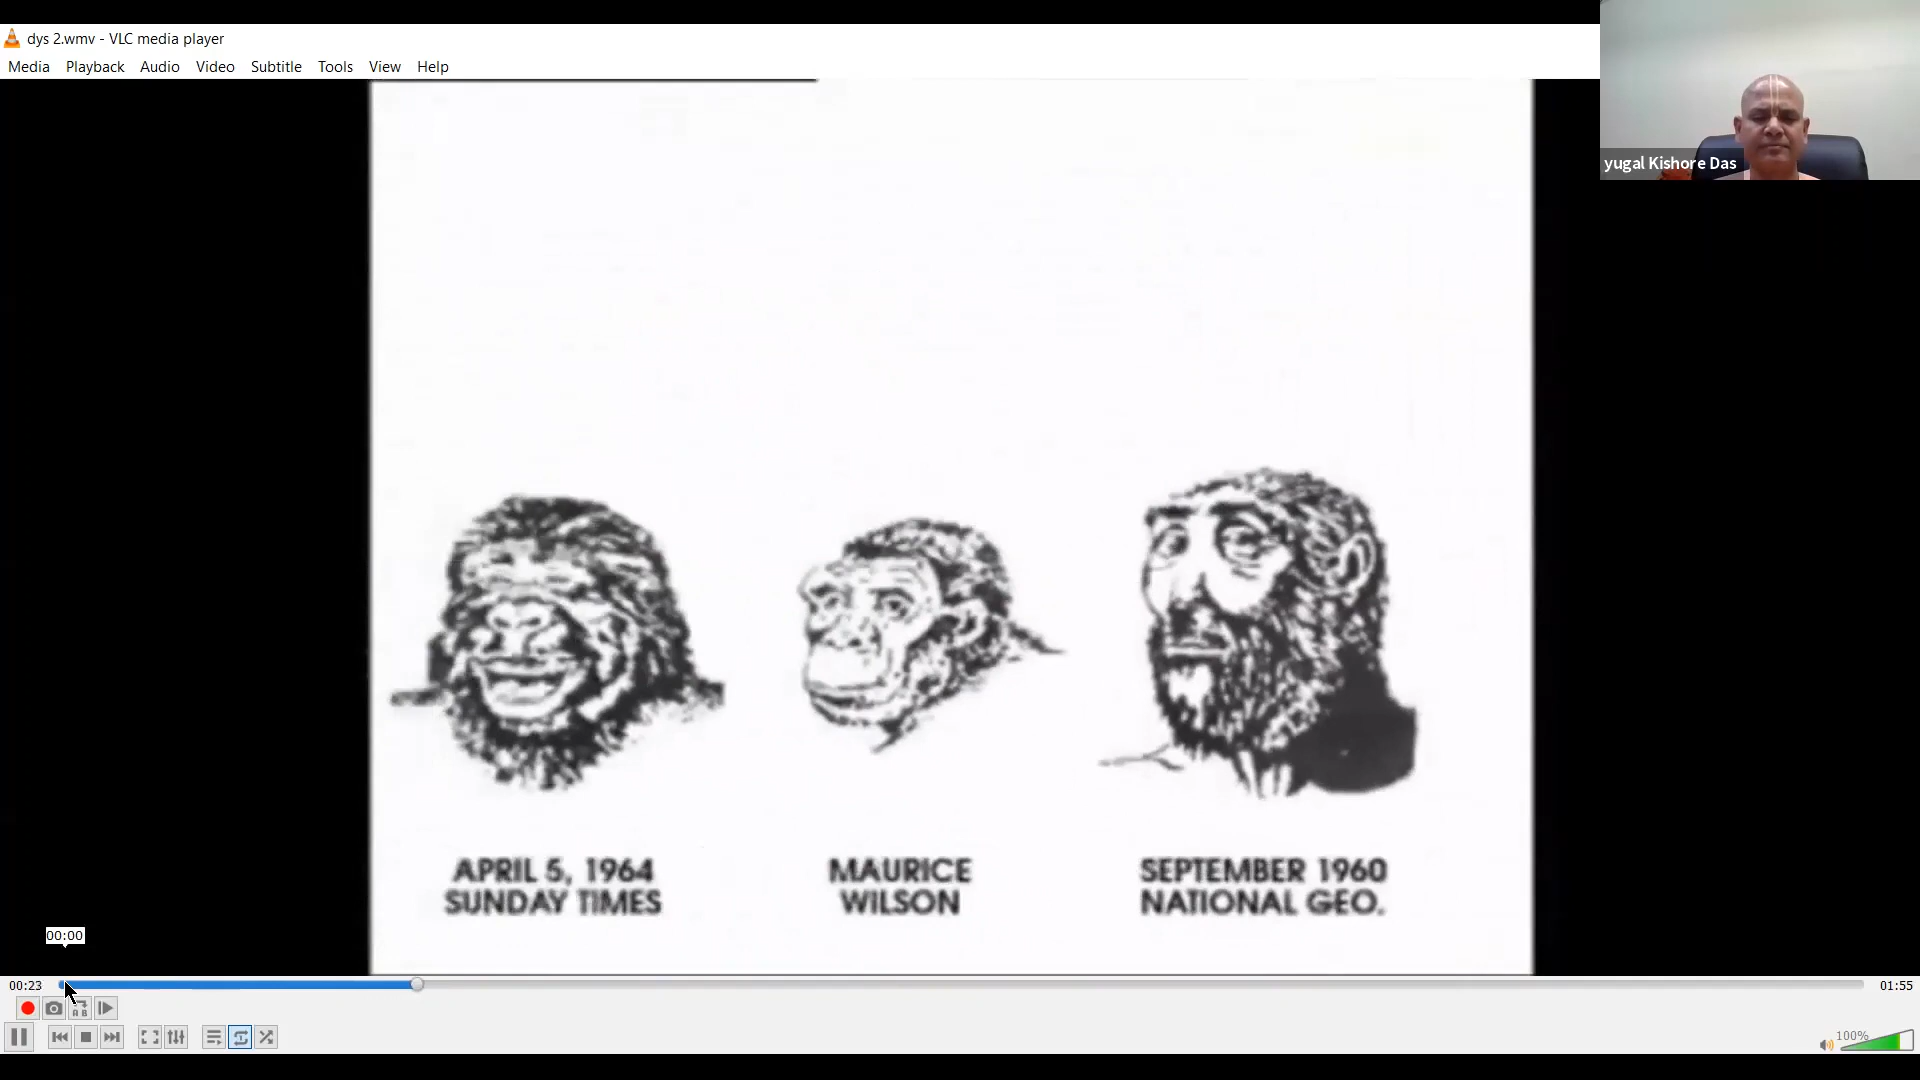 dys 2.wmv - VLC media player
Media Playback Audio Video Subtitle Tools View Help
yugal Kishore Das
APRIL 5, 1964
SUNDAY TIMES
MAURICE
WILSON
SEPTEMBER 1960
NATIONAL GEO.
00:00
00:23
01:55
100%